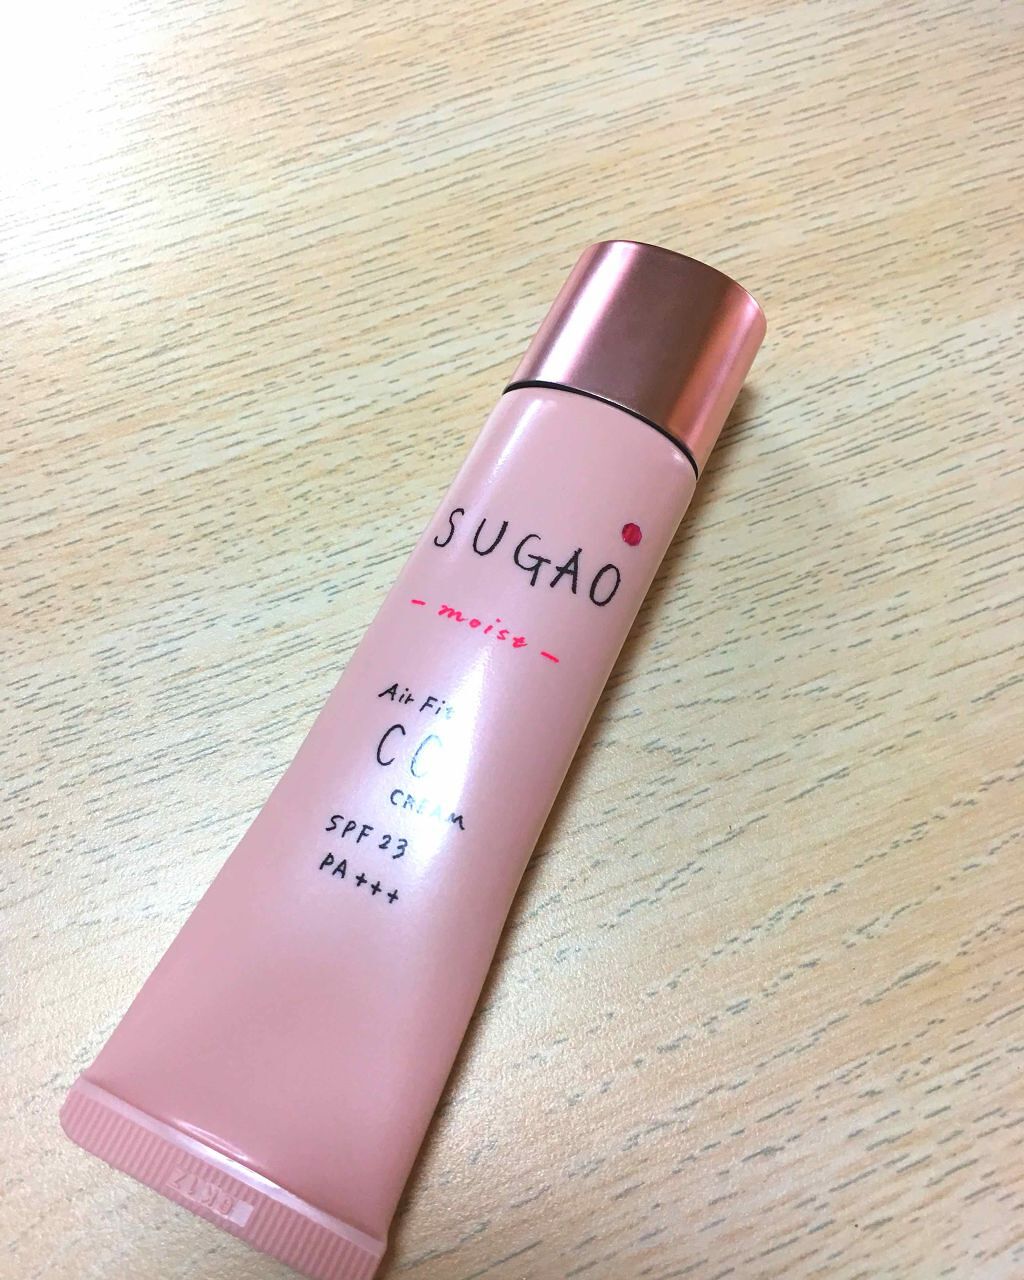 SUGAO
- moist -
Air Fit
CC
CREAM
SPF 23
PA+++